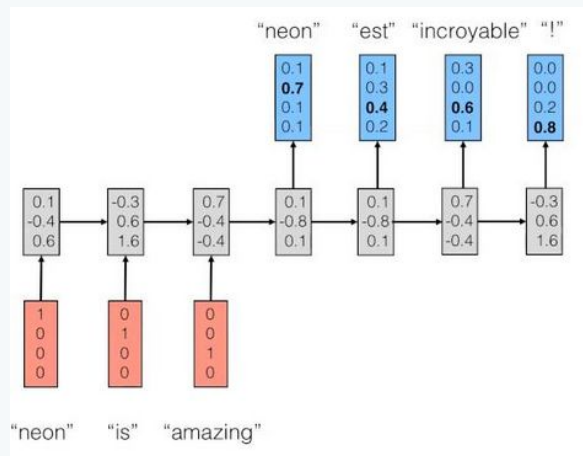 “neon” “est” “incroyable” “!”
0.1 0.1 0.3 0.0
0.7 0.3 0.0 0.0
0.1 0.4 0.6 0.2
0.1 0.2 0.1 0.8
0.1 -0.3 0.7 0.1 0.1 0.7 -0.3
-0.4 0.6 -0.4 -0.8 -0.8 -0.4 0.6
0.6 1.6 -0.4 0.1 0.1 -0.4 1.6
1 0 0
0 1 0
0 0 1
0 0 0
“neon” “is” “amazing”